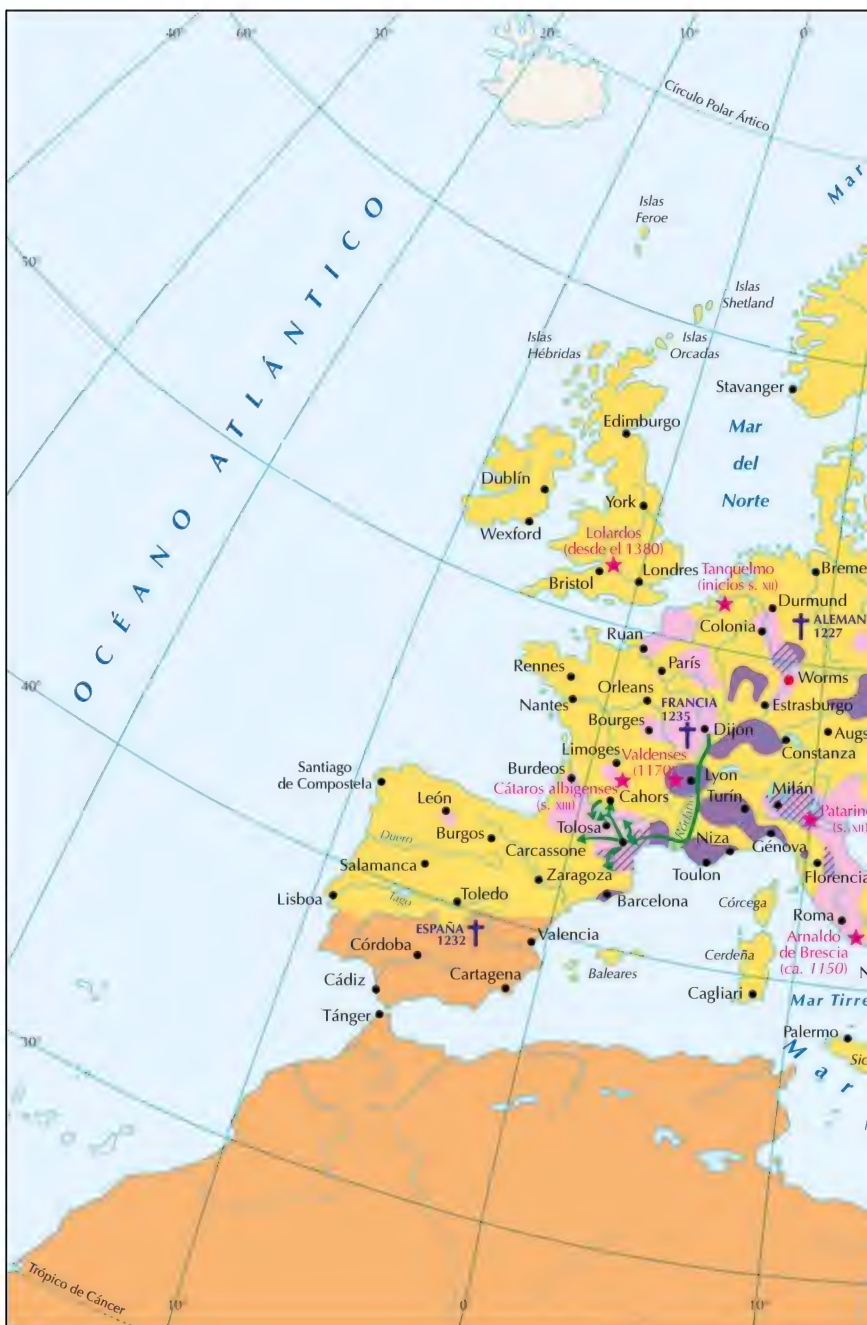 40°
60°
30°
20°
10°
0°
Círculo Polar Ártico
Mar
Islas
Feroe
50°
Islas
Shetland
OCÉANO ATLÁNTICO
Islas
Hébridas
Islas
Orcadas
Stavanger
Edimburgo
Mar
del
Norte
Dublín
York
Wexford
Lolardos
(desde el 1380)
Tanquelmo
(inicios s. XII)
Breme
Bristol
Londres
Durmund
Colonia
ALEMAN
1227
Ruan
París
Worms
Rennes
Orleans
Estrasburgo
Nantes
FRANCIA
1235
Bourges
Dijon
Augs
Constanza
40°
Limoges
Valdenses
(1170)
Santiago
de Compostela
Burdeos
Lyon
Milán
Cátaros albigenses
(s. XIII)
Cahors
Turín
León
Patarino
(s. XII)
Tolosa
Ródano
Burgos
Duero
Niza
Génova
Carcassone
Salamanca
Zaragoza
Toulon
Florencia
Lisboa
Tajo
Toledo
Barcelona
Córcega
Roma
ESPAÑA
1232
Valencia
Arnaldo
de Brescia
(ca. 1150)
Córdoba
Cerdeña
Baleares
N
Cádiz
Cartagena
Cagliari
Mar Tirre
Tánger
Palermo
Sic
30°
Mar
Trópico de Cáncer
10°
0°
10°